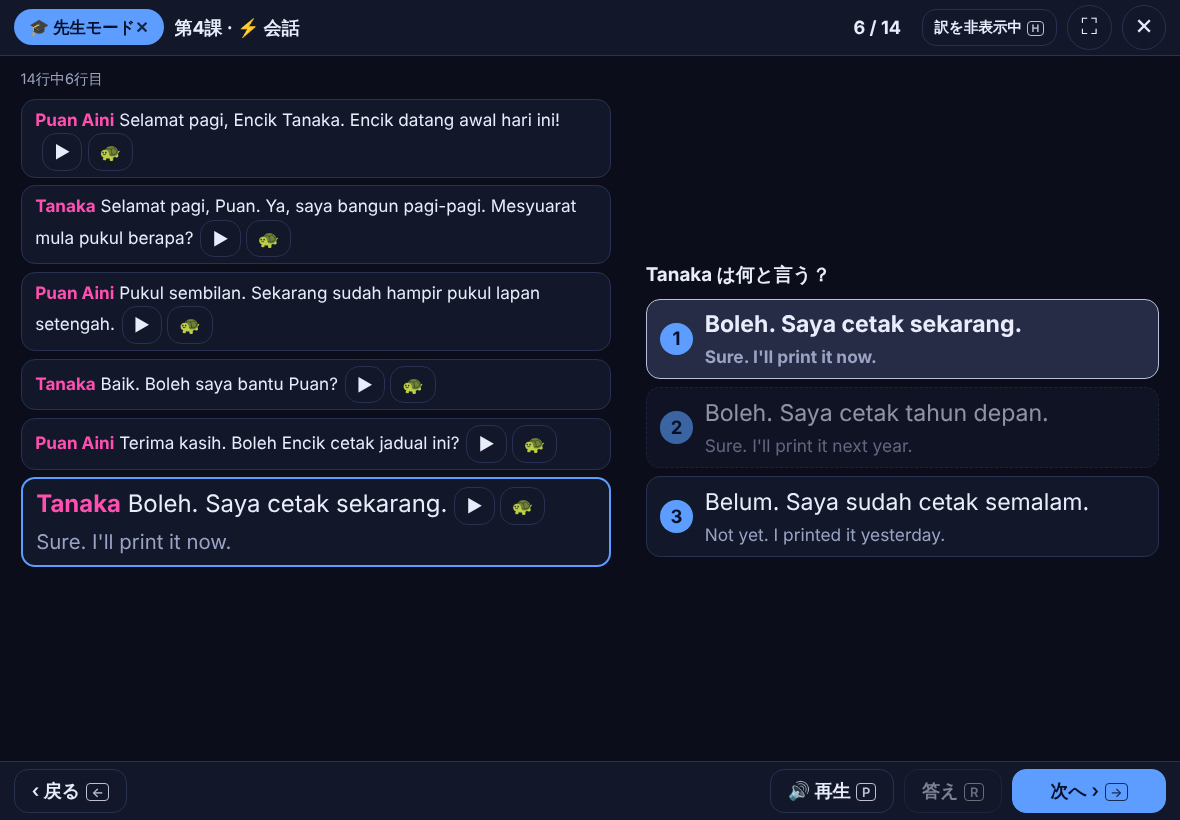 🎓 先生モード× 第4課 · ⚡ 会話 6 / 14 訳を非表示中 H
14行中6行目
Puan Aini Selamat pagi, Encik Tanaka. Encik datang awal hari ini!
Tanaka Selamat pagi, Puan. Ya, saya bangun pagi-pagi. Mesyuarat
mula pukul berapa?
Puan Aini Pukul sembilan. Sekarang sudah hampir pukul lapan
setengah.
Tanaka Baik. Boleh saya bantu Puan?
Puan Aini Terima kasih. Boleh Encik cetak jadual ini?
Tanaka Boleh. Saya cetak sekarang.
Sure. I'll print it now.
Tanaka は何と言う？
1 Boleh. Saya cetak sekarang.
Sure. I'll print it now.
2 Boleh. Saya cetak tahun depan.
Sure. I'll print it next year.
3 Belum. Saya sudah cetak semalam.
Not yet. I printed it yesterday.
‹ 戻る ← 🔊 再生 P 答え R 次へ › →